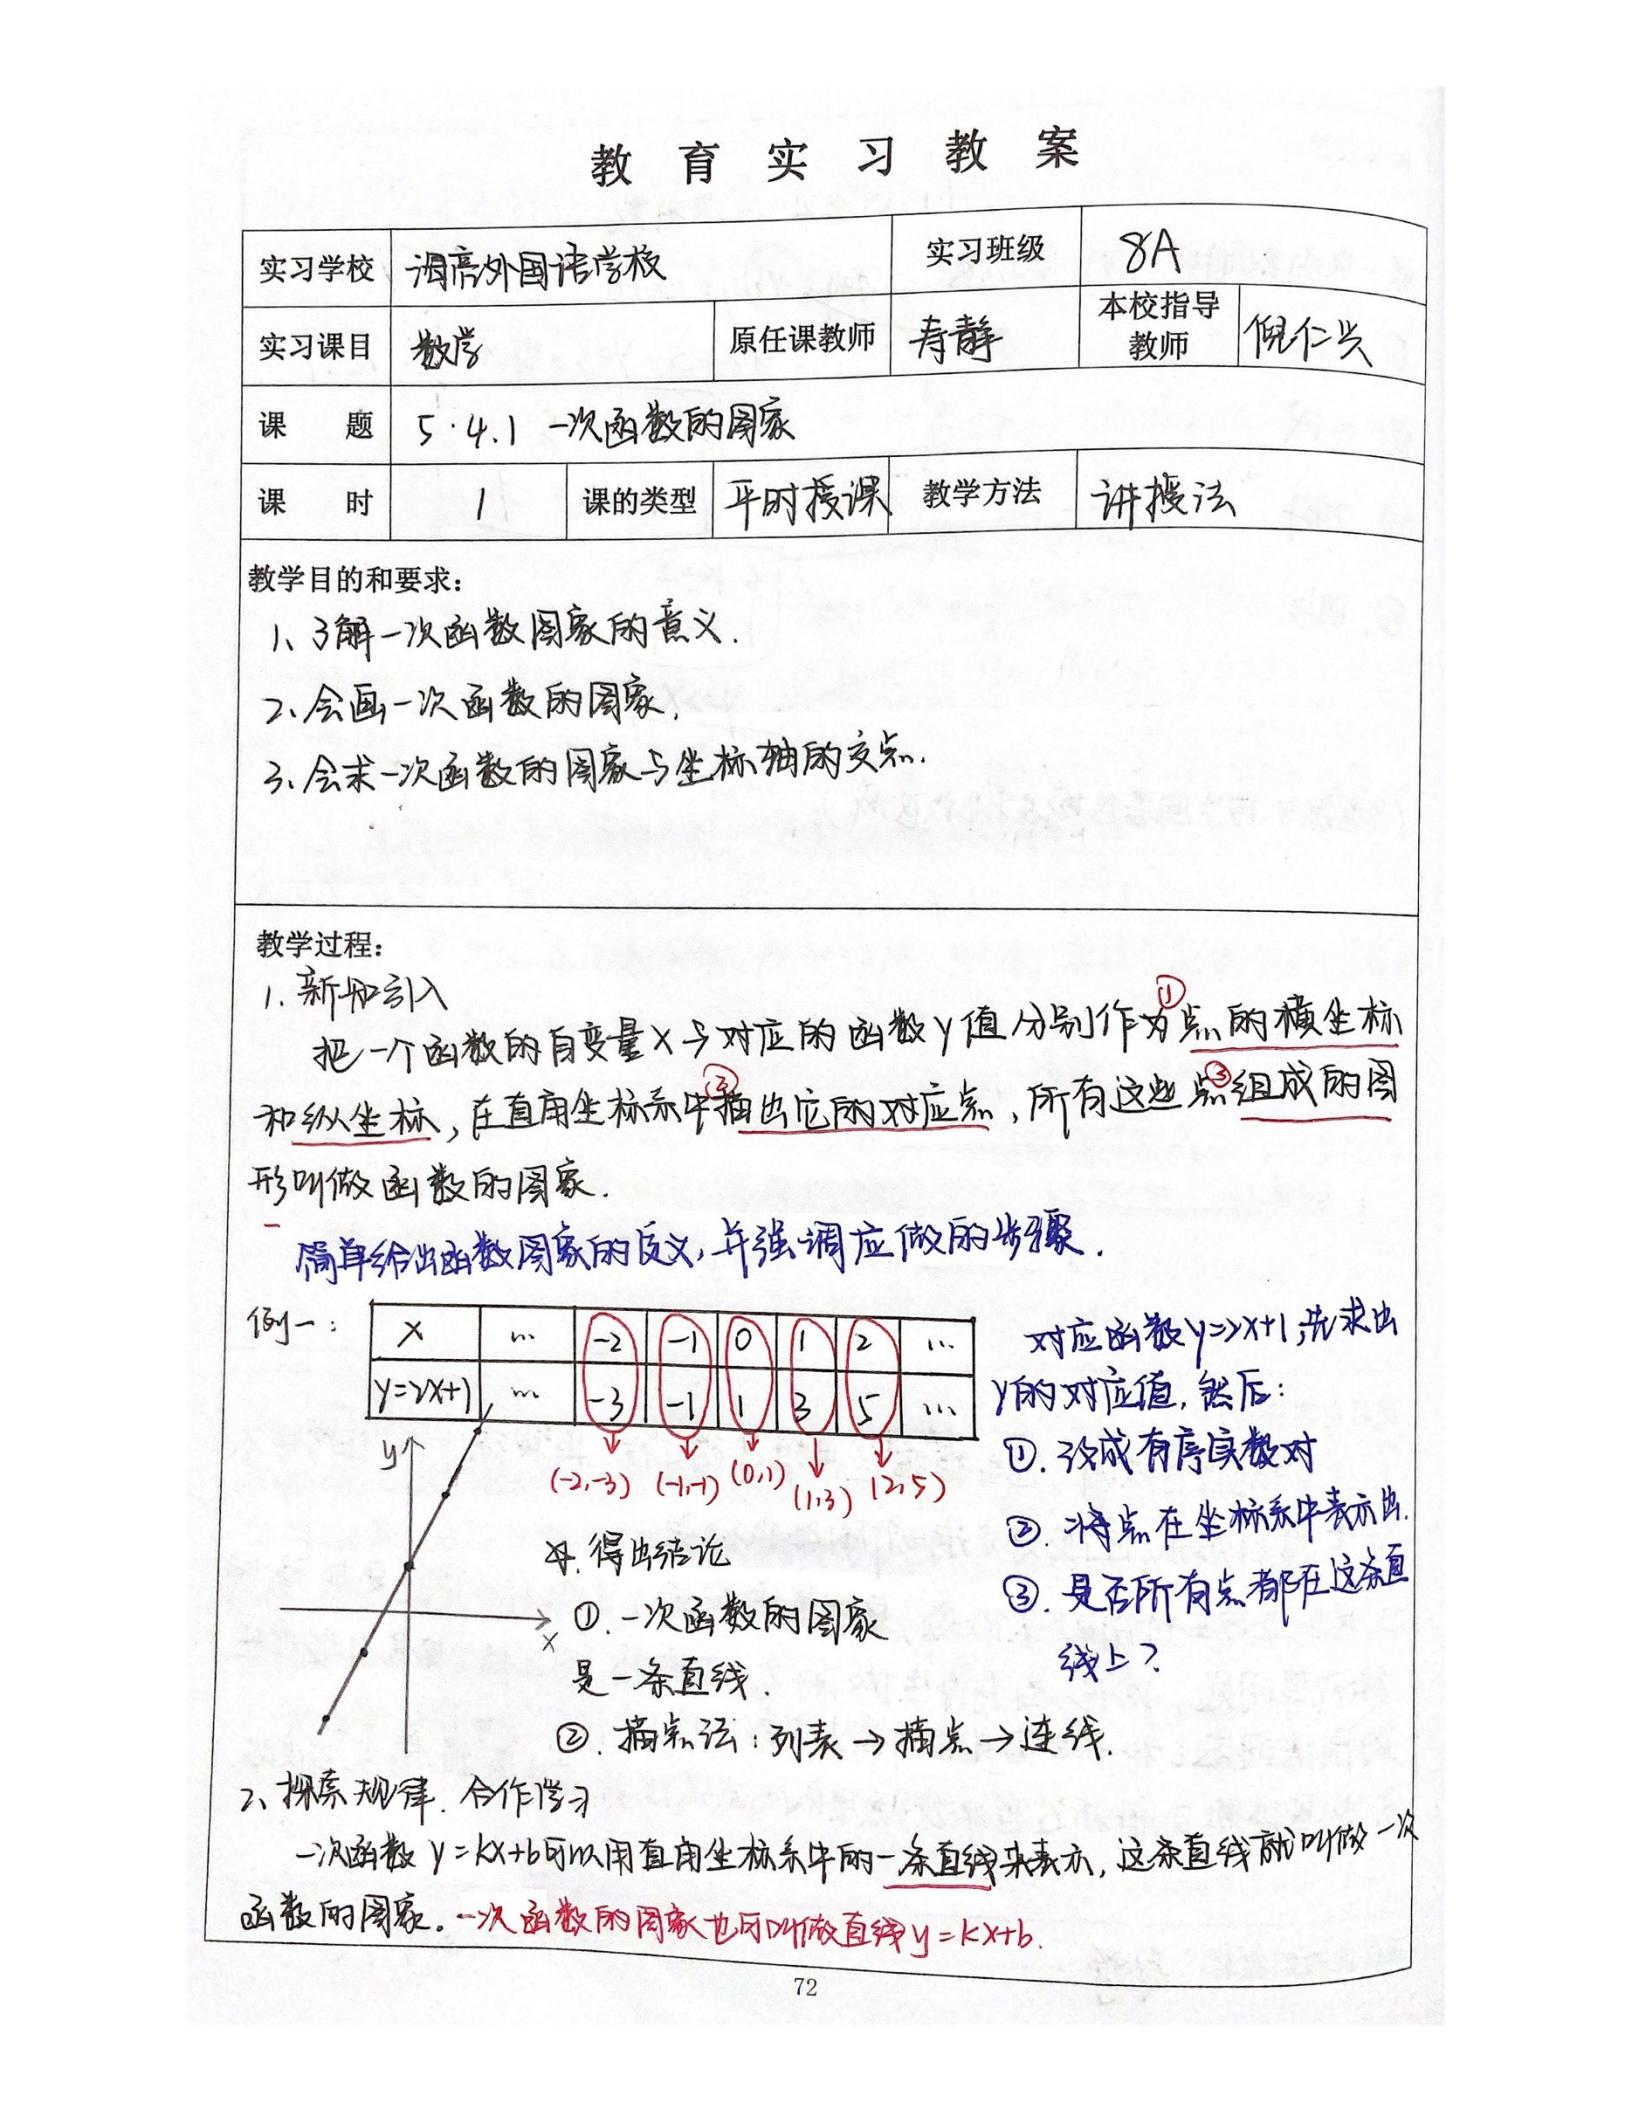 教育实习教案
实习学校 海亮外国语学校 实习班级 8A
实习课目 数学 原任课教师 寿静 本校指导教师 倪仁兴
课 题 5.4.1 一次函数的图象
课 时 1 课的类型 平时授课 教学方法 讲授法
教学目的和要求：
1、了解一次函数图象的意义.
2、会画一次函数的图象.
3、会求一次函数的图象与坐标轴的交点.
教学过程：
1. 新知引入
把一个函数的自变量x与对应的函数y值分别作为①点的横坐标
和纵坐标，在直角坐标系中②描出它的对应点，所有这些点③组成的图
形叫做函数的图象.
简单给出函数图象的定义，并强调应做的步骤.
例一：
x ... -2 -1 0 1 2 ...
y=2x+1 ... -3 -1 1 3 5 ...
(-2,-3) (-1,-1) (0,1) (1,3) (2,5)
对应函数y=2x+1，先求出
y的对应值，然后：
①. 设成有序实数对
②. 将点在坐标系中表示出.
③. 是否所有点都在这条直
线上？
y
x
☆. 得出结论
①. 一次函数的图象
是一条直线.
②. 描点法：列表→描点→连线.
2、探索规律. 合作学习
一次函数y=kx+b可以用直角坐标系中的一条直线来表示，这条直线就叫做一次
函数的图象。一次函数的图象也可叫做直线y=kx+b.
72